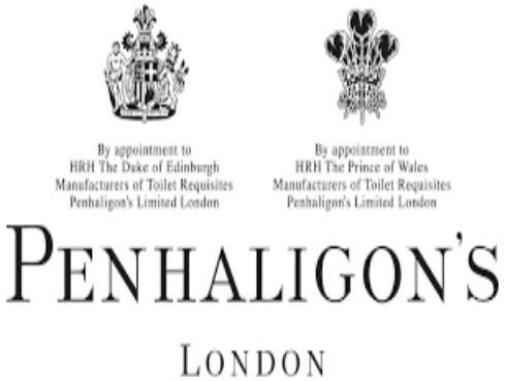 By appointment to
HRH The Duke of Edinburgh
Manufacturers of Toilet Requisites
Penhaligon's Limited London
By appointment to
HRH The Prince of Wales
Manufacturers of Toilet Requisites
Penhaligon's Limited London
PENHALIGON'S
LONDON